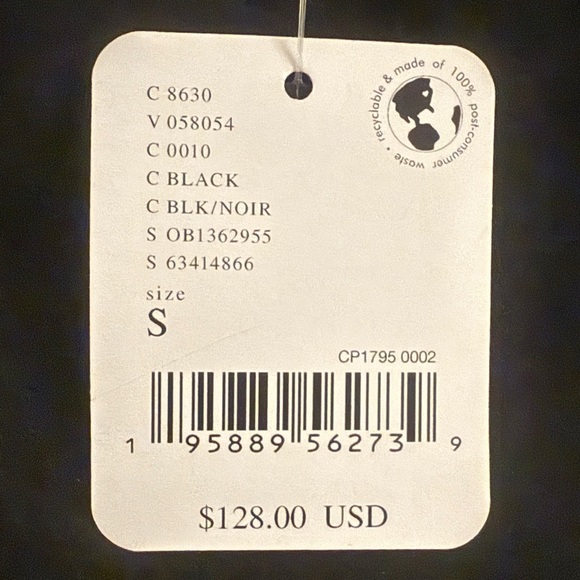 C 8630
V 058054
C 0010
C BLACK
C BLK/NOIR
S OB1362955
S 63414866
size
S
recyclable & made of 100% post-consumer waste •
CP1795 0002
1 95889 56273 9
$128.00 USD